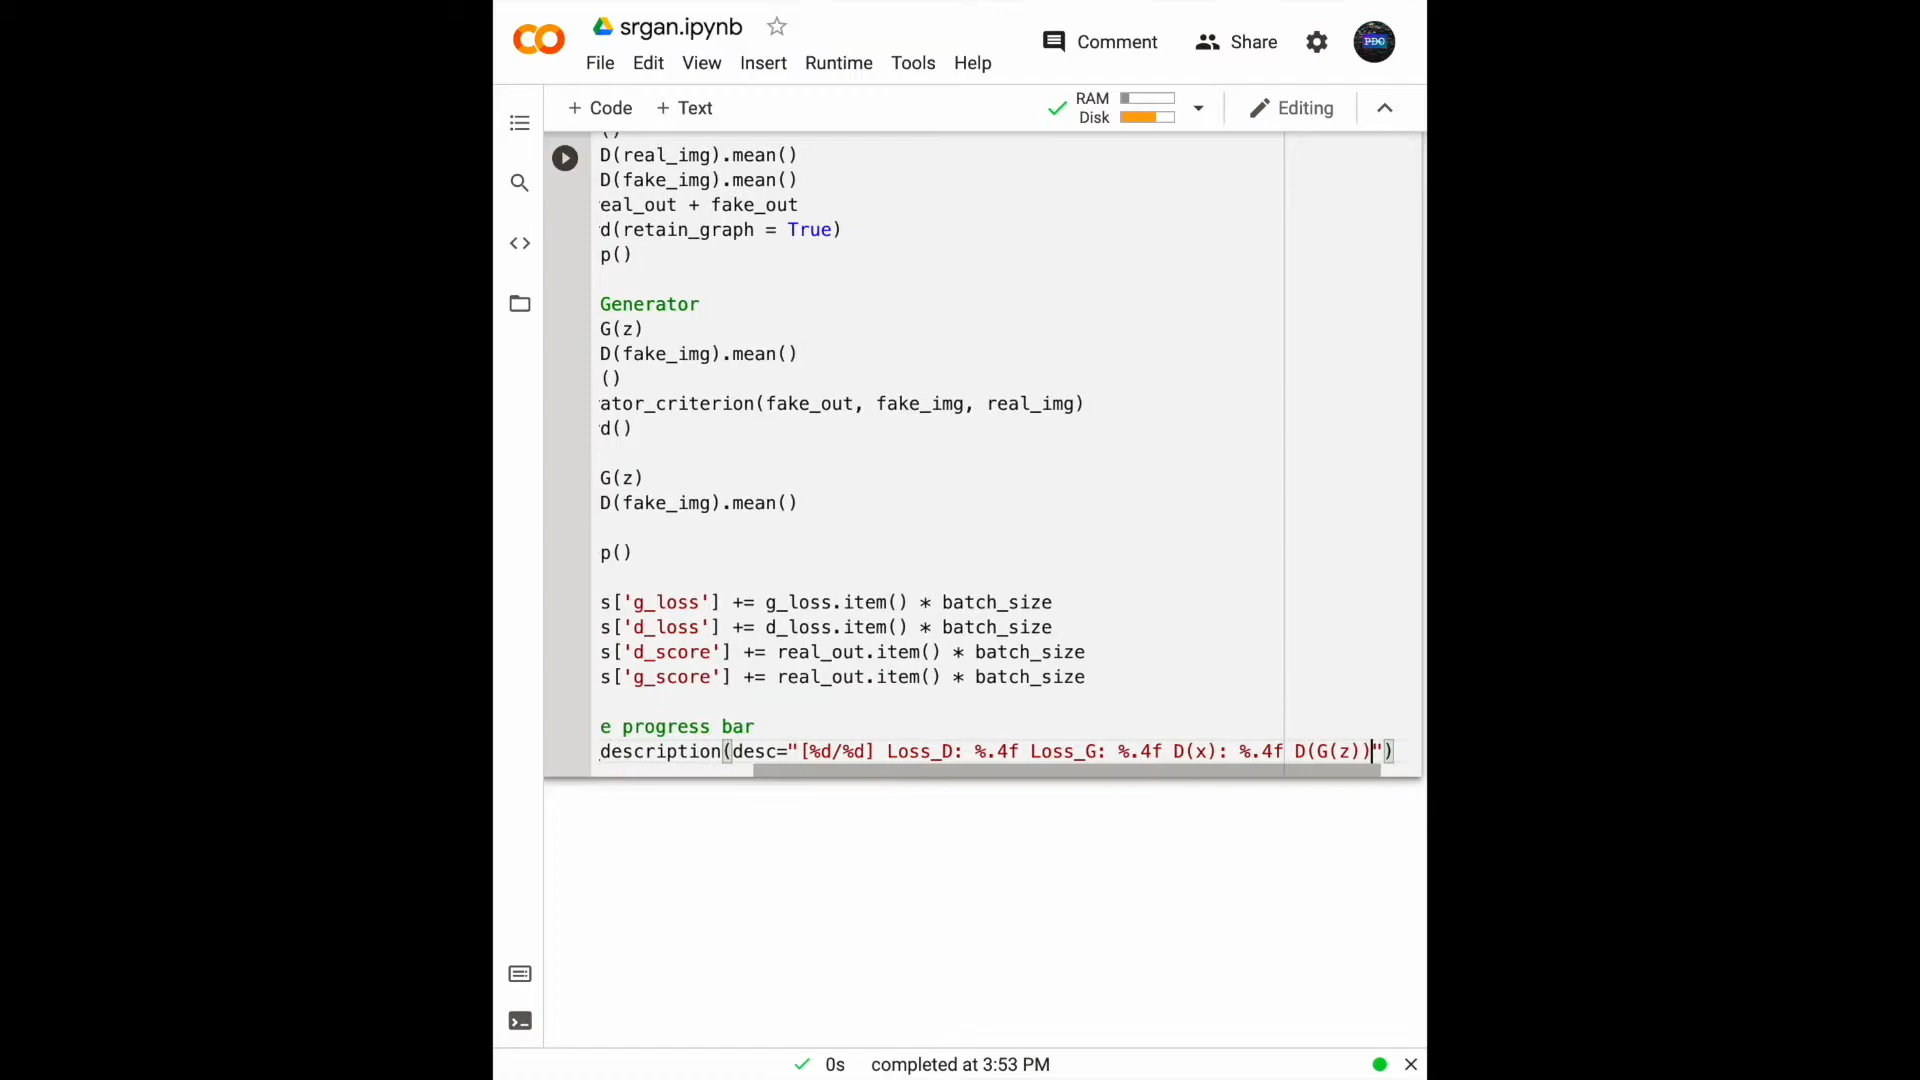 srgan.ipynb
Comment
Share
PDO
File Edit View Insert Runtime Tools Help
+ Code + Text
RAM
Disk
Editing
()
D(real_img).mean()
D(fake_img).mean()
eal_out + fake_out
d(retain_graph = True)
p()
Generator
G(z)
D(fake_img).mean()
()
ator_criterion(fake_out, fake_img, real_img)
d()
G(z)
D(fake_img).mean()
p()
s['g_loss'] += g_loss.item() * batch_size
s['d_loss'] += d_loss.item() * batch_size
s['d_score'] += real_out.item() * batch_size
s['g_score'] += real_out.item() * batch_size
e progress bar
description(desc="[%d/%d] Loss_D: %.4f Loss_G: %.4f D(x): %.4f D(G(z))")
0s completed at 3:53 PM